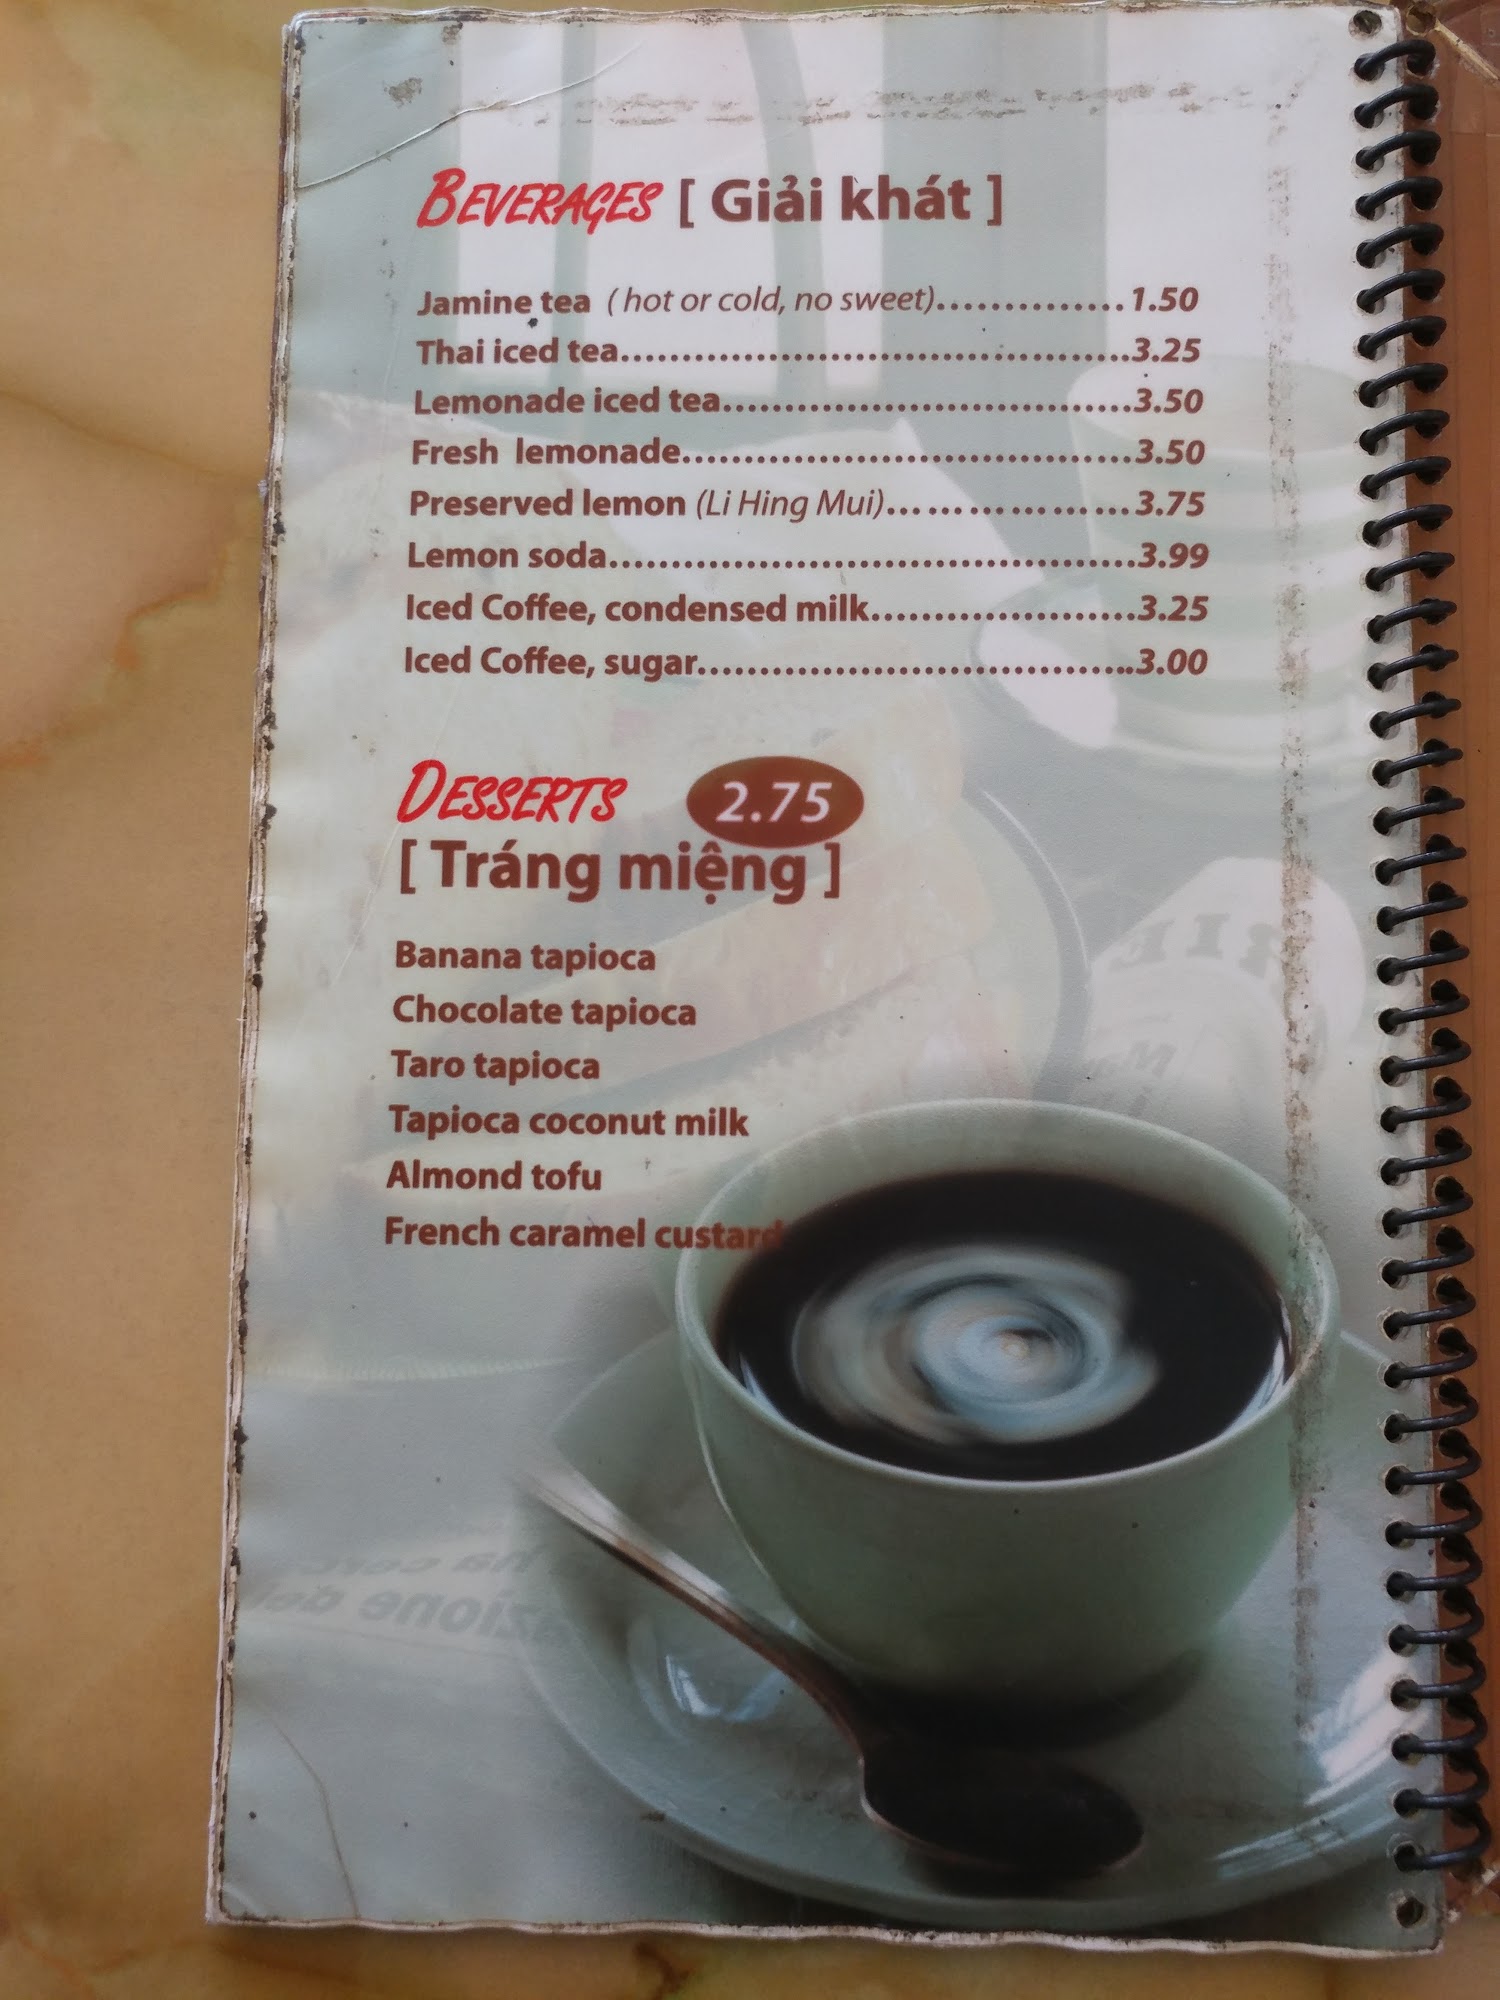 BEVERAGES [ Giải khát ]
Jamine tea ( hot or cold, no sweet)..............1.50
Thai iced tea..........................................3.25
Lemonade iced tea.................................3.50
Fresh lemonade.....................................3.50
Preserved lemon (Li Hing Mui)...................3.75
Lemon soda...........................................3.99
Iced Coffee, condensed milk.....................3.25
Iced Coffee, sugar...................................3.00
DESSERTS 2.75
[ Tráng miệng ]
Banana tapioca
Chocolate tapioca
Taro tapioca
Tapioca coconut milk
Almond tofu
French caramel custard